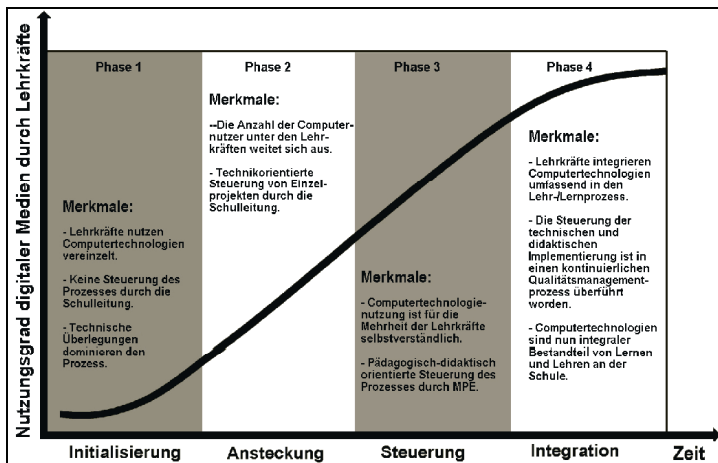 Nutzungsgrad digitaler Medien durch Lehrkräfte
Phase 1
Merkmale:
- Lehrkräfte nutzen
Computertechnologien
vereinzelt.
- Keine Steuerung des
Prozesses durch die
Schulleitung.
- Technische
Überlegungen
dominieren den
Prozess.
Phase 2
Merkmale:
--Die Anzahl der Computer-
nutzer unter den Lehr-
kräften weitet sich aus.
- Technikorientierte
Steuerung von Einzel-
projekten durch die
Schulleitung.
Phase 3
Merkmale:
- Computertechnologie-
nutzung ist für die
Mehrheit der Lehrkräfte
selbstverständlich.
- Pädagogisch-didaktisch
orientierte Steuerung des
Prozesses durch MPE.
Phase 4
Merkmale:
- Lehrkräfte integrieren
Computertechnologien
umfassend in den
Lehr-/Lernprozess.
- Die Steuerung der
technischen und
didaktischen
Implementierung ist in
einen kontinuierlichen
Qualitätsmanagement-
prozess überführt
worden.
- Computertechnologien
sind nun integraler
Bestandteil von Lernen
und Lehren an der
Schule.
Initialisierung
Ansteckung
Steuerung
Integration
Zeit